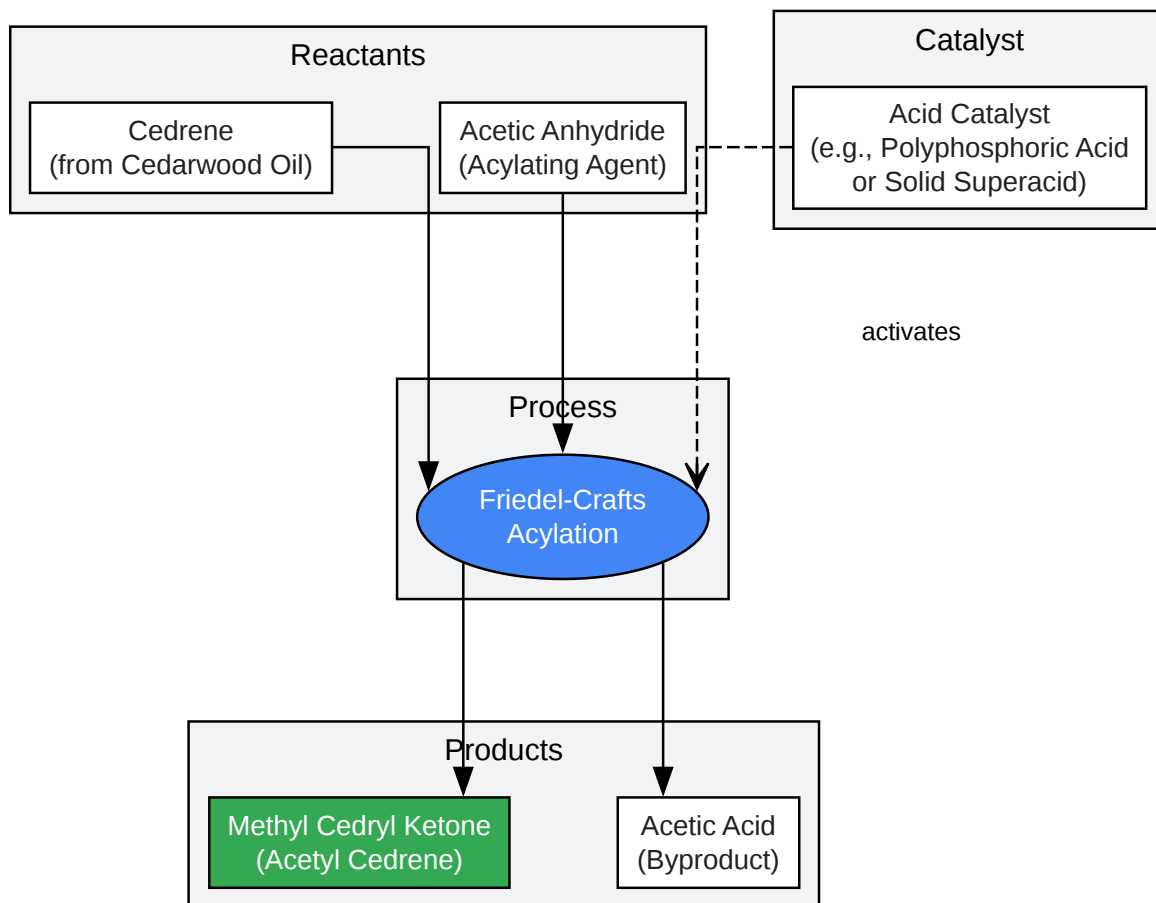 Reactants
Catalyst
Cedrene
(from Cedarwood Oil)
Acetic Anhydride
(Acylating Agent)
Acid Catalyst
(e.g., Polyphosphoric Acid
or Solid Superacid)
activates
Process
Friedel-Crafts
Acylation
Products
Methyl Cedryl Ketone
(Acetyl Cedrene)
Acetic Acid
(Byproduct)